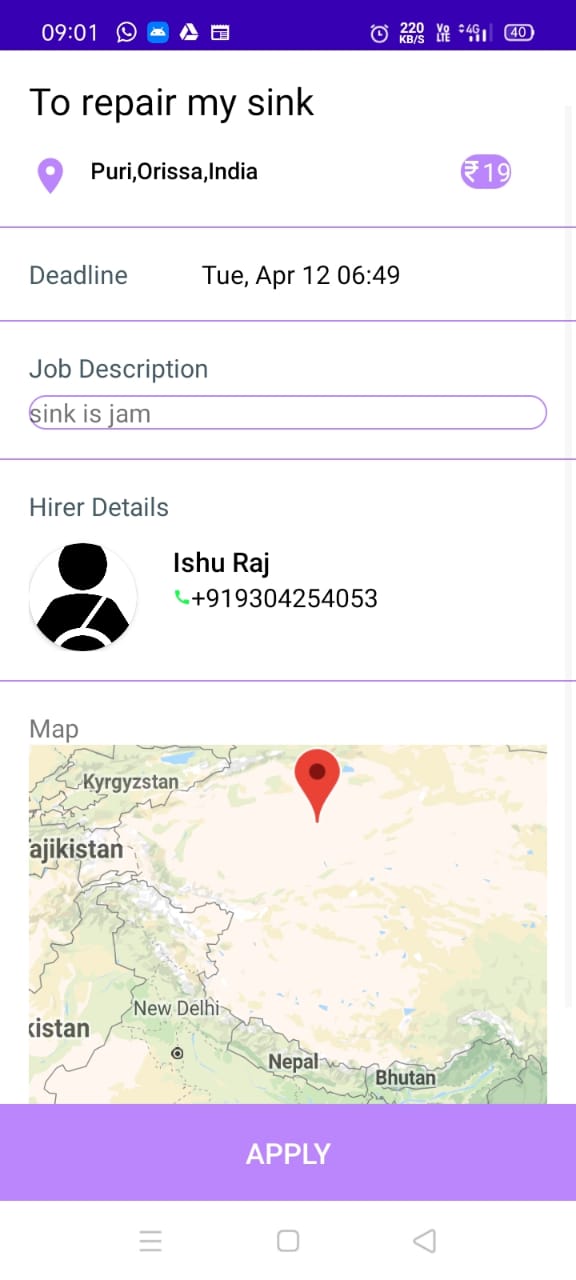 09:01 220 KB/S Vo LTE 4G 40
To repair my sink
Puri,Orissa,India ₹19
Deadline Tue, Apr 12 06:49
Job Description
sink is jam
Hirer Details
Ishu Raj
+919304254053
Map
Kyrgyzstan
ajikistan
New Delhi
kistan
Nepal
Bhutan
APPLY